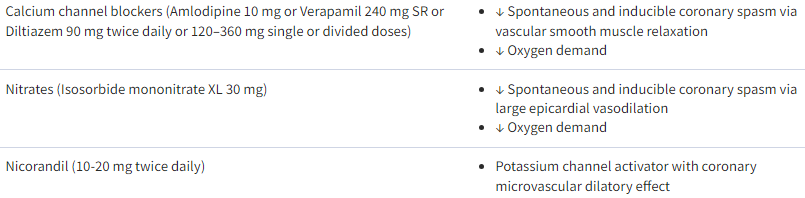 Calcium channel blockers (Amlodipine 10 mg or Verapamil 240 mg SR or
Diltiazem 90 mg twice daily or 120–360 mg single or divided doses)
• ↓ Spontaneous and inducible coronary spasm via
vascular smooth muscle relaxation
• ↓ Oxygen demand
Nitrates (Isosorbide mononitrate XL 30 mg)
• ↓ Spontaneous and inducible coronary spasm via
large epicardial vasodilation
• ↓ Oxygen demand
Nicorandil (10-20 mg twice daily)
• Potassium channel activator with coronary
microvascular dilatory effect